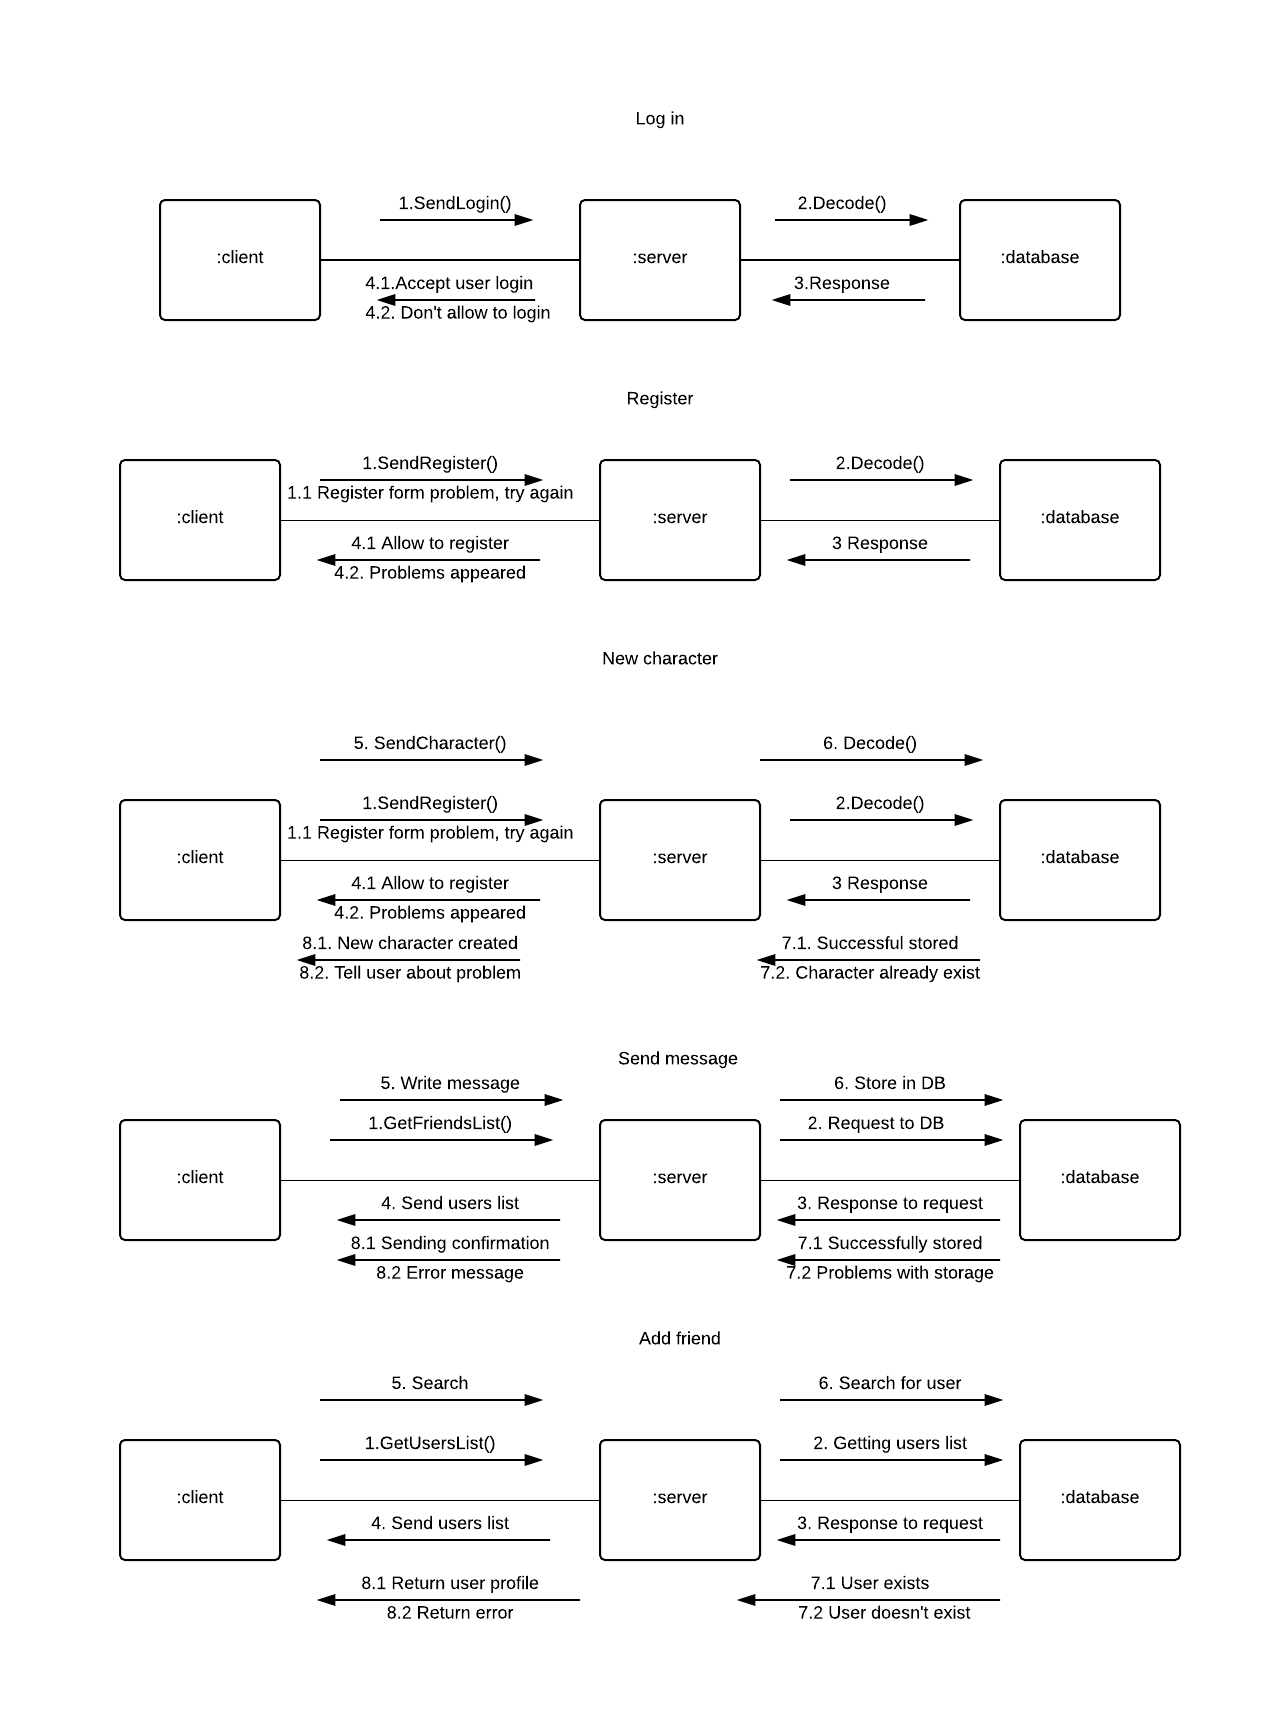 Log in
1.SendLogin()
2.Decode()
:client
:server
:database
4.1.Accept user login
3.Response
4.2. Don't allow to login
Register
1.SendRegister()
2.Decode()
1.1 Register form problem, try again
:client
:server
:database
4.1 Allow to register
3 Response
4.2. Problems appeared
New character
5. SendCharacter()
6. Decode()
1.SendRegister()
2.Decode()
1.1 Register form problem, try again
:client
:server
:database
4.1 Allow to register
3 Response
4.2. Problems appeared
8.1. New character created
7.1. Successful stored
8.2. Tell user about problem
7.2. Character already exist
Send message
5. Write message
6. Store in DB
1.GetFriendsList()
2. Request to DB
:client
:server
:database
4. Send users list
3. Response to request
8.1 Sending confirmation
7.1 Successfully stored
8.2 Error message
7.2 Problems with storage
Add friend
5. Search
6. Search for user
1.GetUsersList()
2. Getting users list
:client
:server
:database
4. Send users list
3. Response to request
8.1 Return user profile
7.1 User exists
8.2 Return error
7.2 User doesn't exist